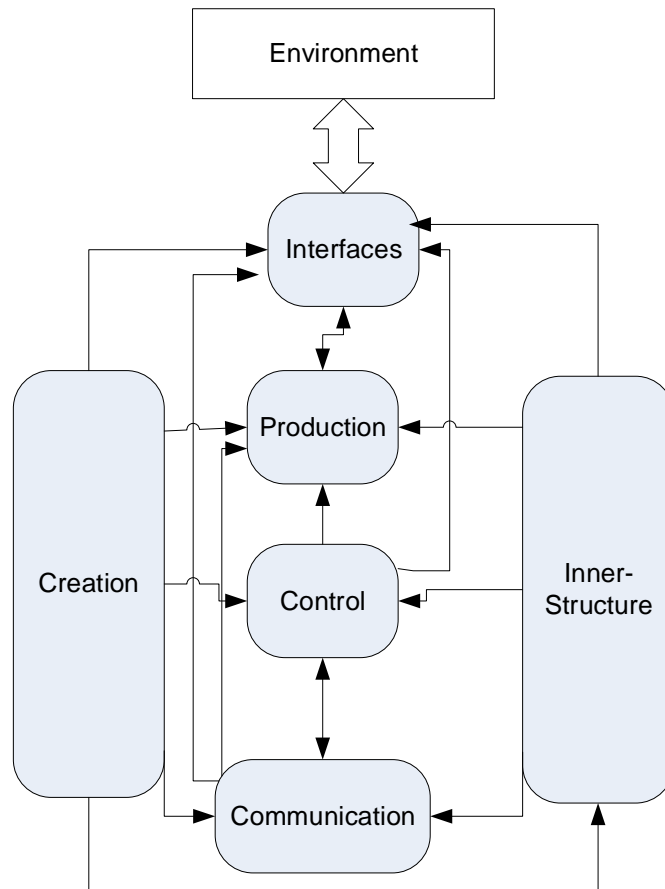 Environment
Interfaces
Production
Creation
Control
Inner-
Structure
Communication